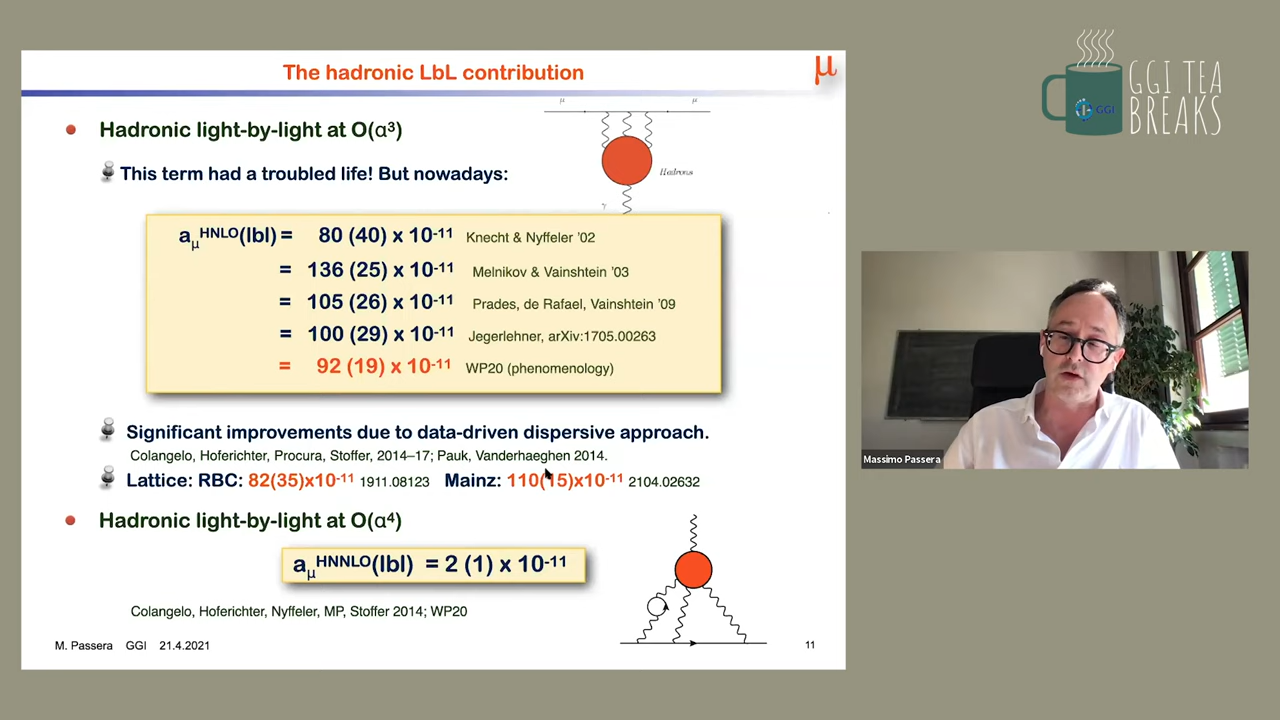 The hadronic LbL contribution
μ
Hadronic light-by-light at O(α³)
μ μ
This term had a troubled life! But nowadays:
Hadrons
γ
aμHNLO(lbl) = 80 (40) x 10-11 Knecht & Nyffeler '02
= 136 (25) x 10-11 Melnikov & Vainshtein '03
= 105 (26) x 10-11 Prades, de Rafael, Vainshtein '09
= 100 (29) x 10-11 Jegerlehner, arXiv:1705.00263
= 92 (19) x 10-11 WP20 (phenomenology)
Significant improvements due to data-driven dispersive approach.
Colangelo, Hoferichter, Procura, Stoffer, 2014–17; Pauk, Vanderhaeghen 2014.
Lattice: RBC: 82(35)x10-11 1911.08123 Mainz: 110(15)x10-11 2104.02632
Hadronic light-by-light at O(α⁴)
aμHNNLO(lbl) = 2 (1) x 10-11
Colangelo, Hoferichter, Nyffeler, MP, Stoffer 2014; WP20
M. Passera GGI 21.4.2021
11
GGI
GGI TEA
BREAKS
Massimo Passera